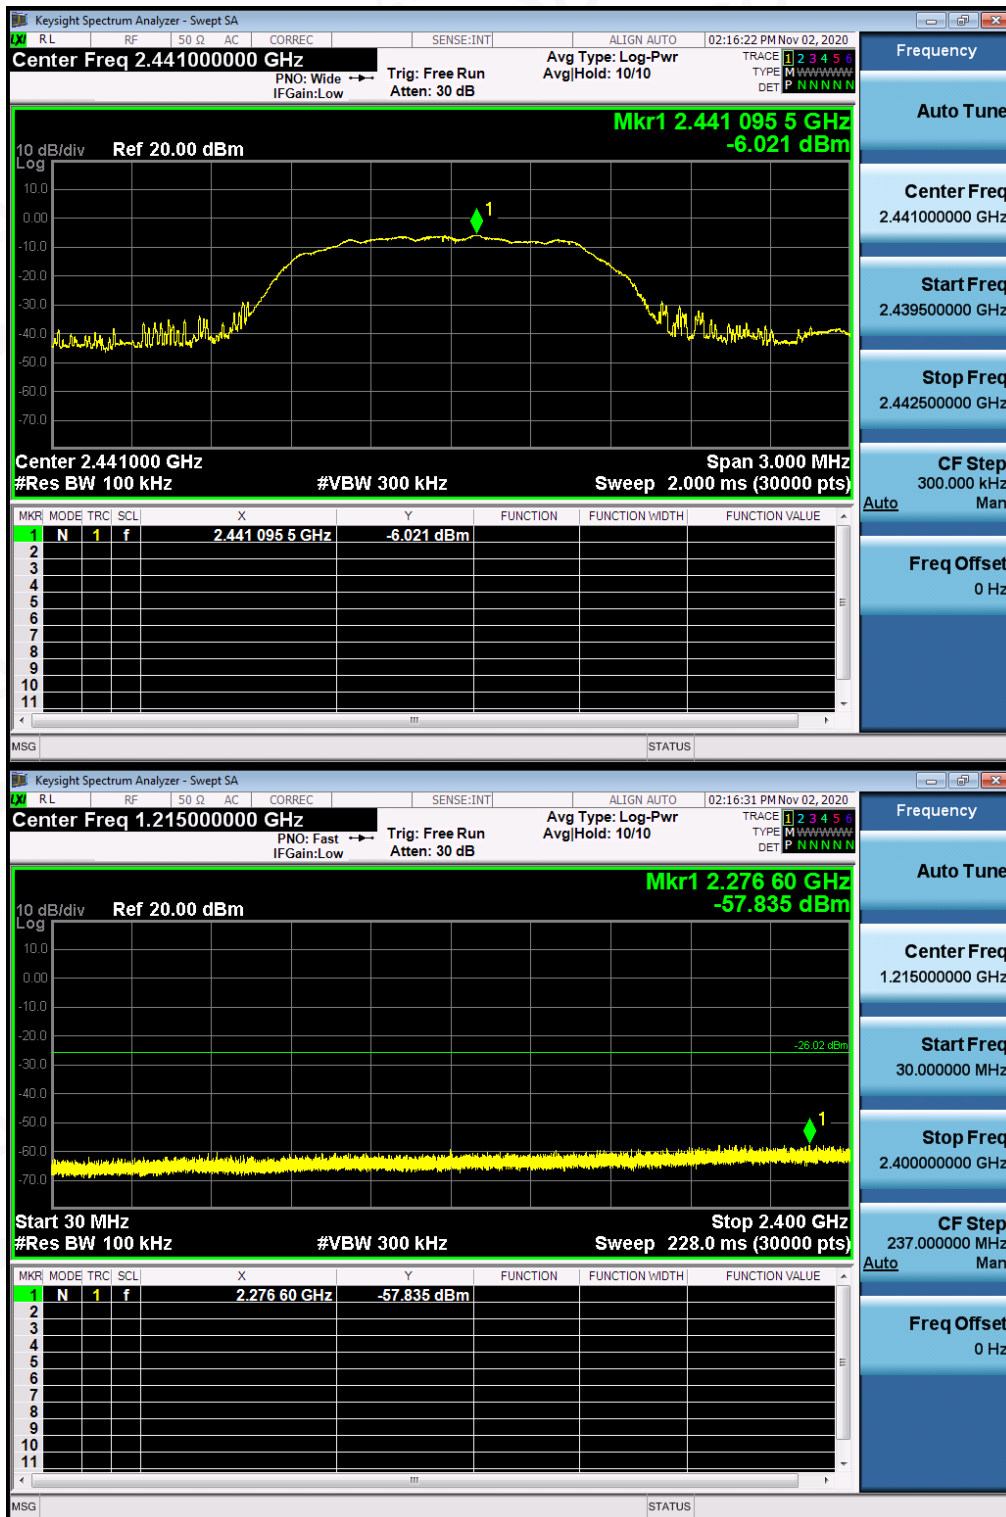 Keysight Spectrum Analyzer - Swept SA
LXI RL RF 50 Ω AC CORREC SENSE:INT ALIGN AUTO 02:16:22 PM Nov 02, 2020
Center Freq 2.441000000 GHz Avg Type: Log-Pwr TRACE 1 2 3 4 5 6
PNO: Wide Trig: Free Run Avg|Hold: 10/10 TYPE M WWWWW
IFGain:Low Atten: 30 dB DET P N N N N N
Mkr1 2.441 095 5 GHz
-6.021 dBm
10 dB/div Ref 20.00 dBm
Log
10.0
0.00
1
-10.0
-20.0
-30.0
-40.0
-50.0
-60.0
-70.0
Center 2.441000 GHz Span 3.000 MHz
#Res BW 100 kHz #VBW 300 kHz Sweep 2.000 ms (30000 pts)
MKR MODE TRC SCL X Y FUNCTION FUNCTION WIDTH FUNCTION VALUE
1 N 1 f 2.441 095 5 GHz -6.021 dBm
2
3
4
5
6
7
8
9
10
11
MSG STATUS
Frequency
Auto Tune
Center Freq
2.441000000 GHz
Start Freq
2.439500000 GHz
Stop Freq
2.442500000 GHz
CF Step
300.000 kHz
Auto Man
Freq Offset
0 Hz
Keysight Spectrum Analyzer - Swept SA
LXI RL RF 50 Ω AC CORREC SENSE:INT ALIGN AUTO 02:16:31 PM Nov 02, 2020
Center Freq 1.215000000 GHz Avg Type: Log-Pwr TRACE 1 2 3 4 5 6
PNO: Fast Trig: Free Run Avg|Hold: 10/10 TYPE M WWWWW
IFGain:Low Atten: 30 dB DET P N N N N N
Mkr1 2.276 60 GHz
-57.835 dBm
10 dB/div Ref 20.00 dBm
Log
10.0
0.00
-10.0
-20.0
-26.02 dBm
-30.0
-40.0
-50.0
1
-60.0
-70.0
Start 30 MHz Stop 2.400 GHz
#Res BW 100 kHz #VBW 300 kHz Sweep 228.0 ms (30000 pts)
MKR MODE TRC SCL X Y FUNCTION FUNCTION WIDTH FUNCTION VALUE
1 N 1 f 2.276 60 GHz -57.835 dBm
2
3
4
5
6
7
8
9
10
11
MSG STATUS
Frequency
Auto Tune
Center Freq
1.215000000 GHz
Start Freq
30.000000 MHz
Stop Freq
2.400000000 GHz
CF Step
237.000000 MHz
Auto Man
Freq Offset
0 Hz